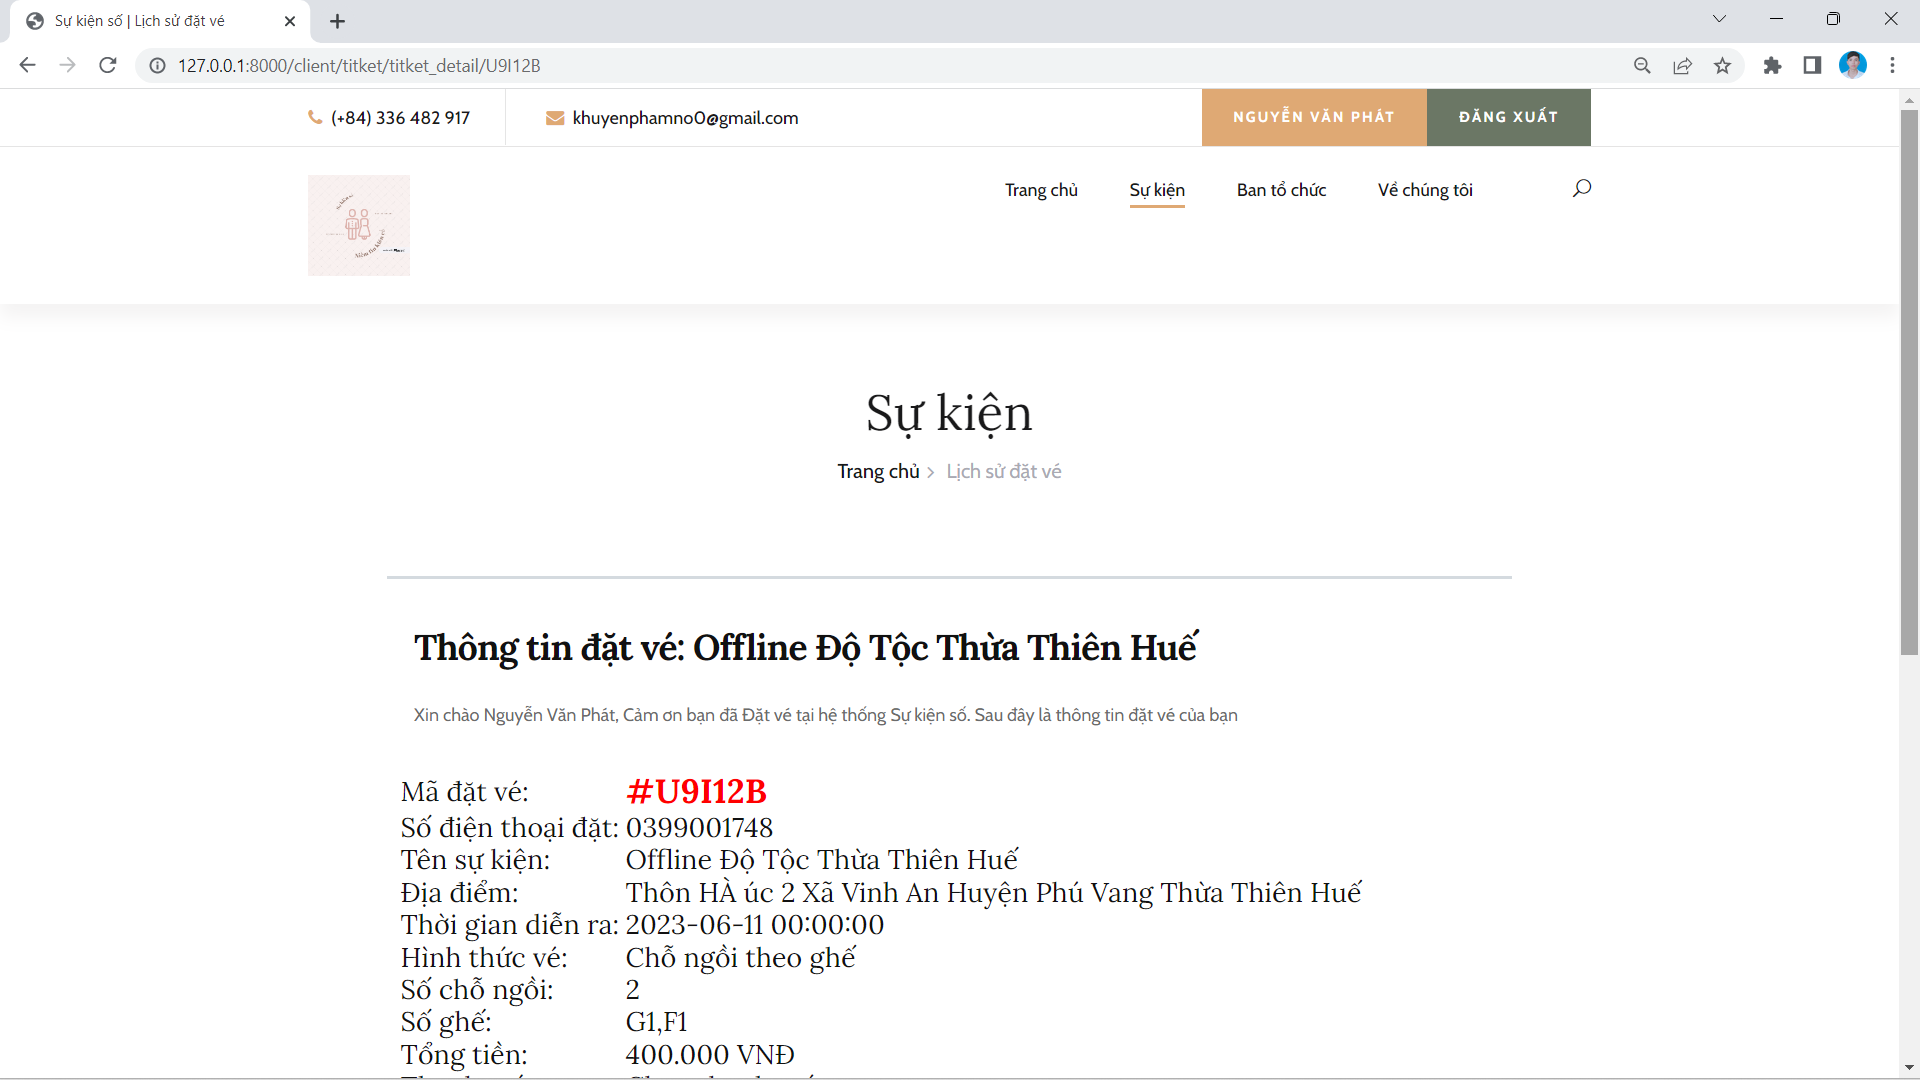 Sự kiện số | Lịch sử đặt vé
127.0.0.1:8000/client/titket/titket_detail/U9I12B
(+84) 336 482 917
khuyenphamno0@gmail.com
NGUYỄN VĂN PHÁT
ĐĂNG XUẤT
Trang chủ
Sự kiện
Ban tổ chức
Về chúng tôi
Sự kiện
Trang chủ > Lịch sử đặt vé
Thông tin đặt vé: Offline Độ Tộc Thừa Thiên Huế
Xin chào Nguyễn Văn Phát, Cảm ơn bạn đã Đặt vé tại hệ thống Sự kiện số. Sau đây là thông tin đặt vé của bạn
Mã đặt vé: #U9I12B
Số điện thoại đặt: 0399001748
Tên sự kiện: Offline Độ Tộc Thừa Thiên Huế
Địa điểm: Thôn HÀ úc 2 Xã Vinh An Huyện Phú Vang Thừa Thiên Huế
Thời gian diễn ra: 2023-06-11 00:00:00
Hình thức vé: Chỗ ngồi theo ghế
Số chỗ ngồi: 2
Số ghế: G1,F1
Tổng tiền: 400.000 VNĐ